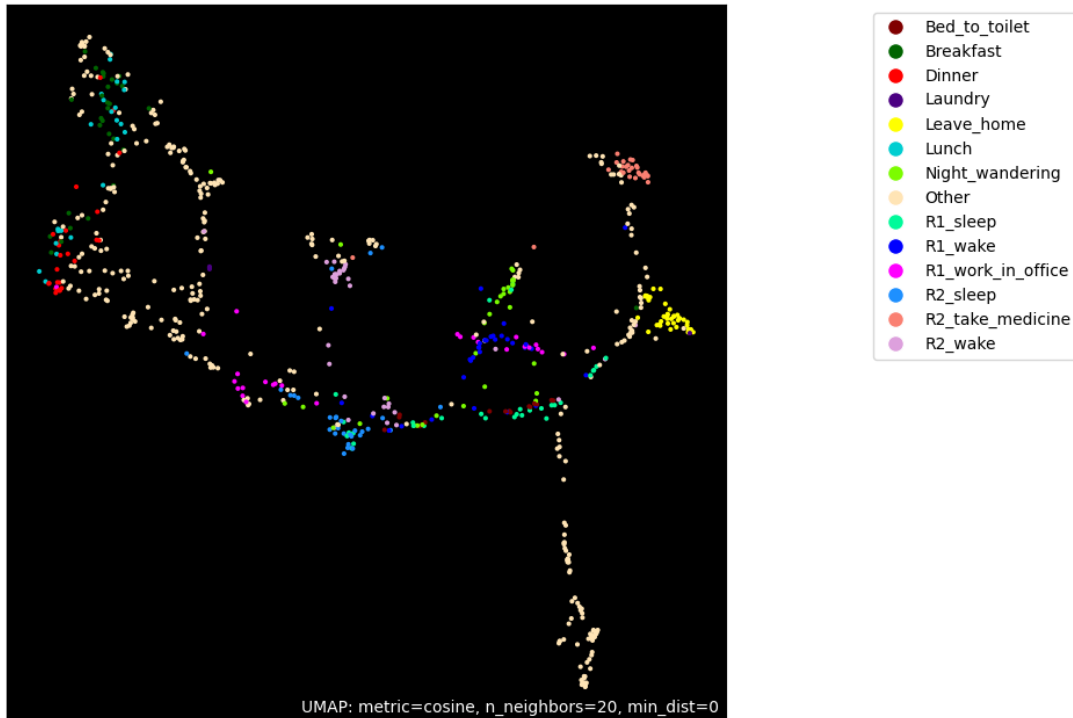 Bed_to_toilet
Breakfast
Dinner
Laundry
Leave_home
Lunch
Night_wandering
Other
R1_sleep
R1_wake
R1_work_in_office
R2_sleep
R2_take_medicine
R2_wake
UMAP: metric=cosine, n_neighbors=20, min_dist=0